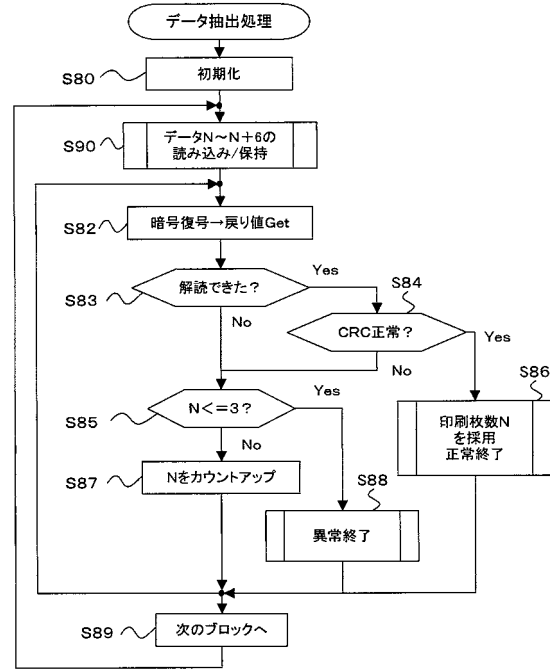 データ抽出処理
S80
初期化
S90
データN～N+6の
読み込み/保持
S82
暗号復号→戻り値Get
S83
解読できた？
Yes
No
S84
CRC正常？
Yes
No
S85
N<=3？
Yes
No
S86
印刷枚数N
を採用
正常終了
S87
Nをカウントアップ
S88
異常終了
S89
次のブロックへ